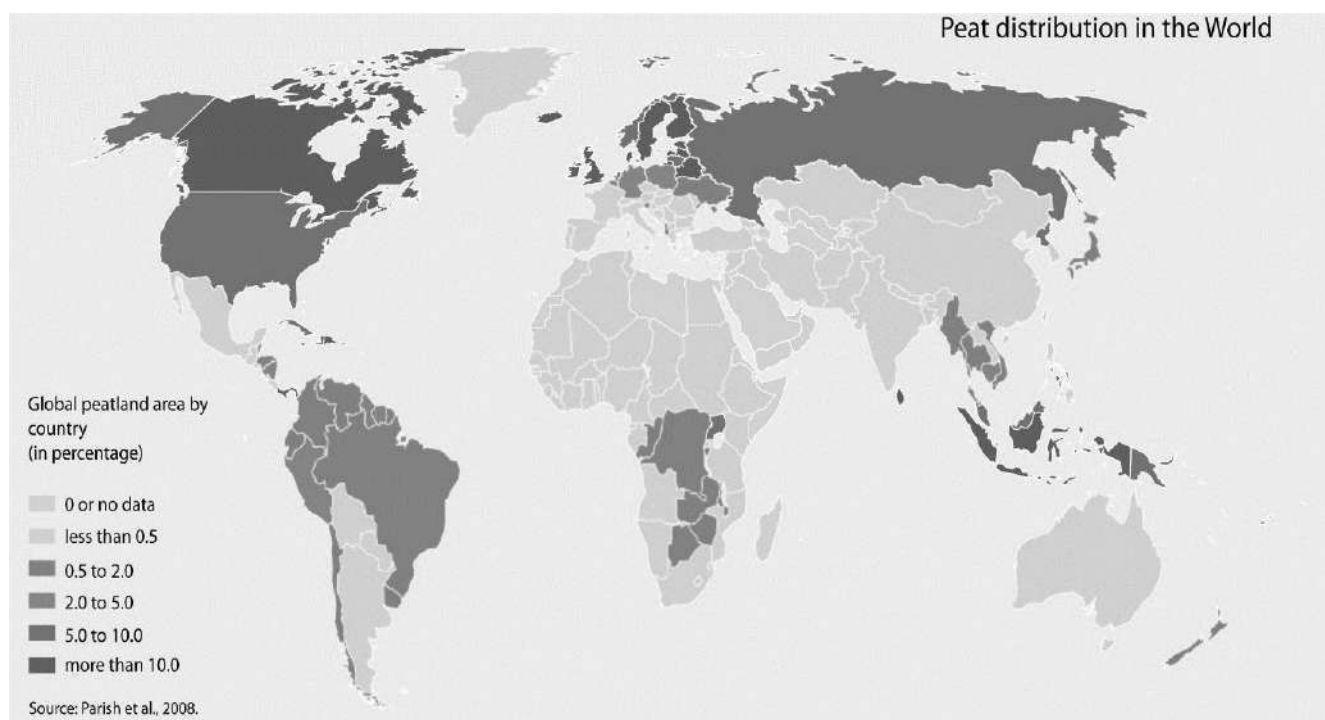 Peat distribution in the World
Global peatland area by
country
(in percentage)
0 or no data
less than 0.5
0.5 to 2.0
2.0 to 5.0
5.0 to 10.0
more than 10.0
Source: Parish et al., 2008.